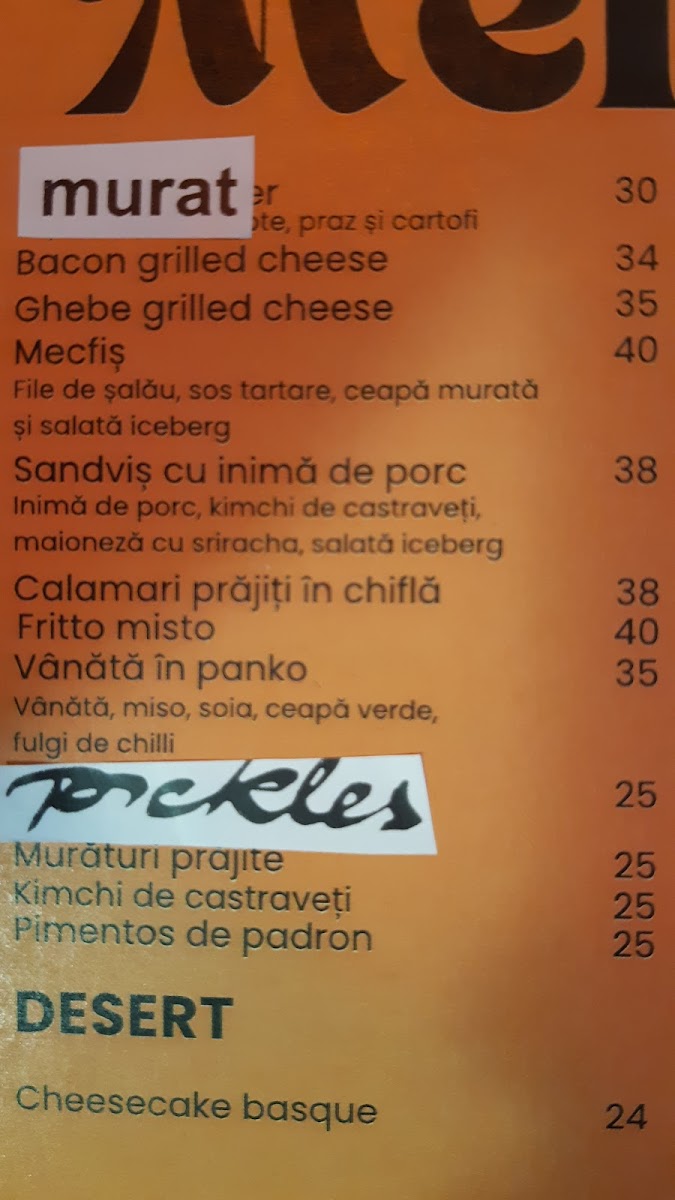 Me
murat er 30
ote, praz și cartofi
Bacon grilled cheese 34
Ghebe grilled cheese 35
Mecfiș 40
File de șalău, sos tartare, ceapă murată
și salată iceberg
Sandviș cu inimă de porc 38
Inimă de porc, kimchi de castraveți,
maioneză cu sriracha, salată iceberg
Calamari prăjiți în chiflă 38
Fritto misto 40
Vânătă în panko 35
Vânătă, miso, soia, ceapă verde,
fulgi de chilli
pickles 25
Murături prăjite 25
Kimchi de castraveți 25
Pimentos de padron 25
DESERT
Cheesecake basque 24